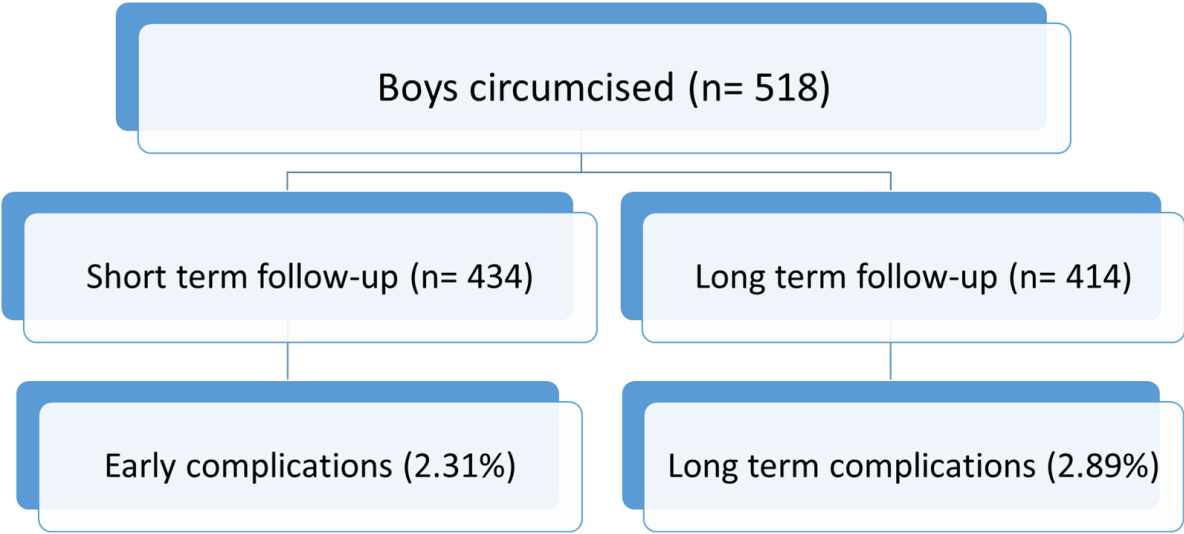 Boys circumcised (n= 518)
Short term follow-up (n= 434)
Long term follow-up (n= 414)
Early complications (2.31%)
Long term complications (2.89%)